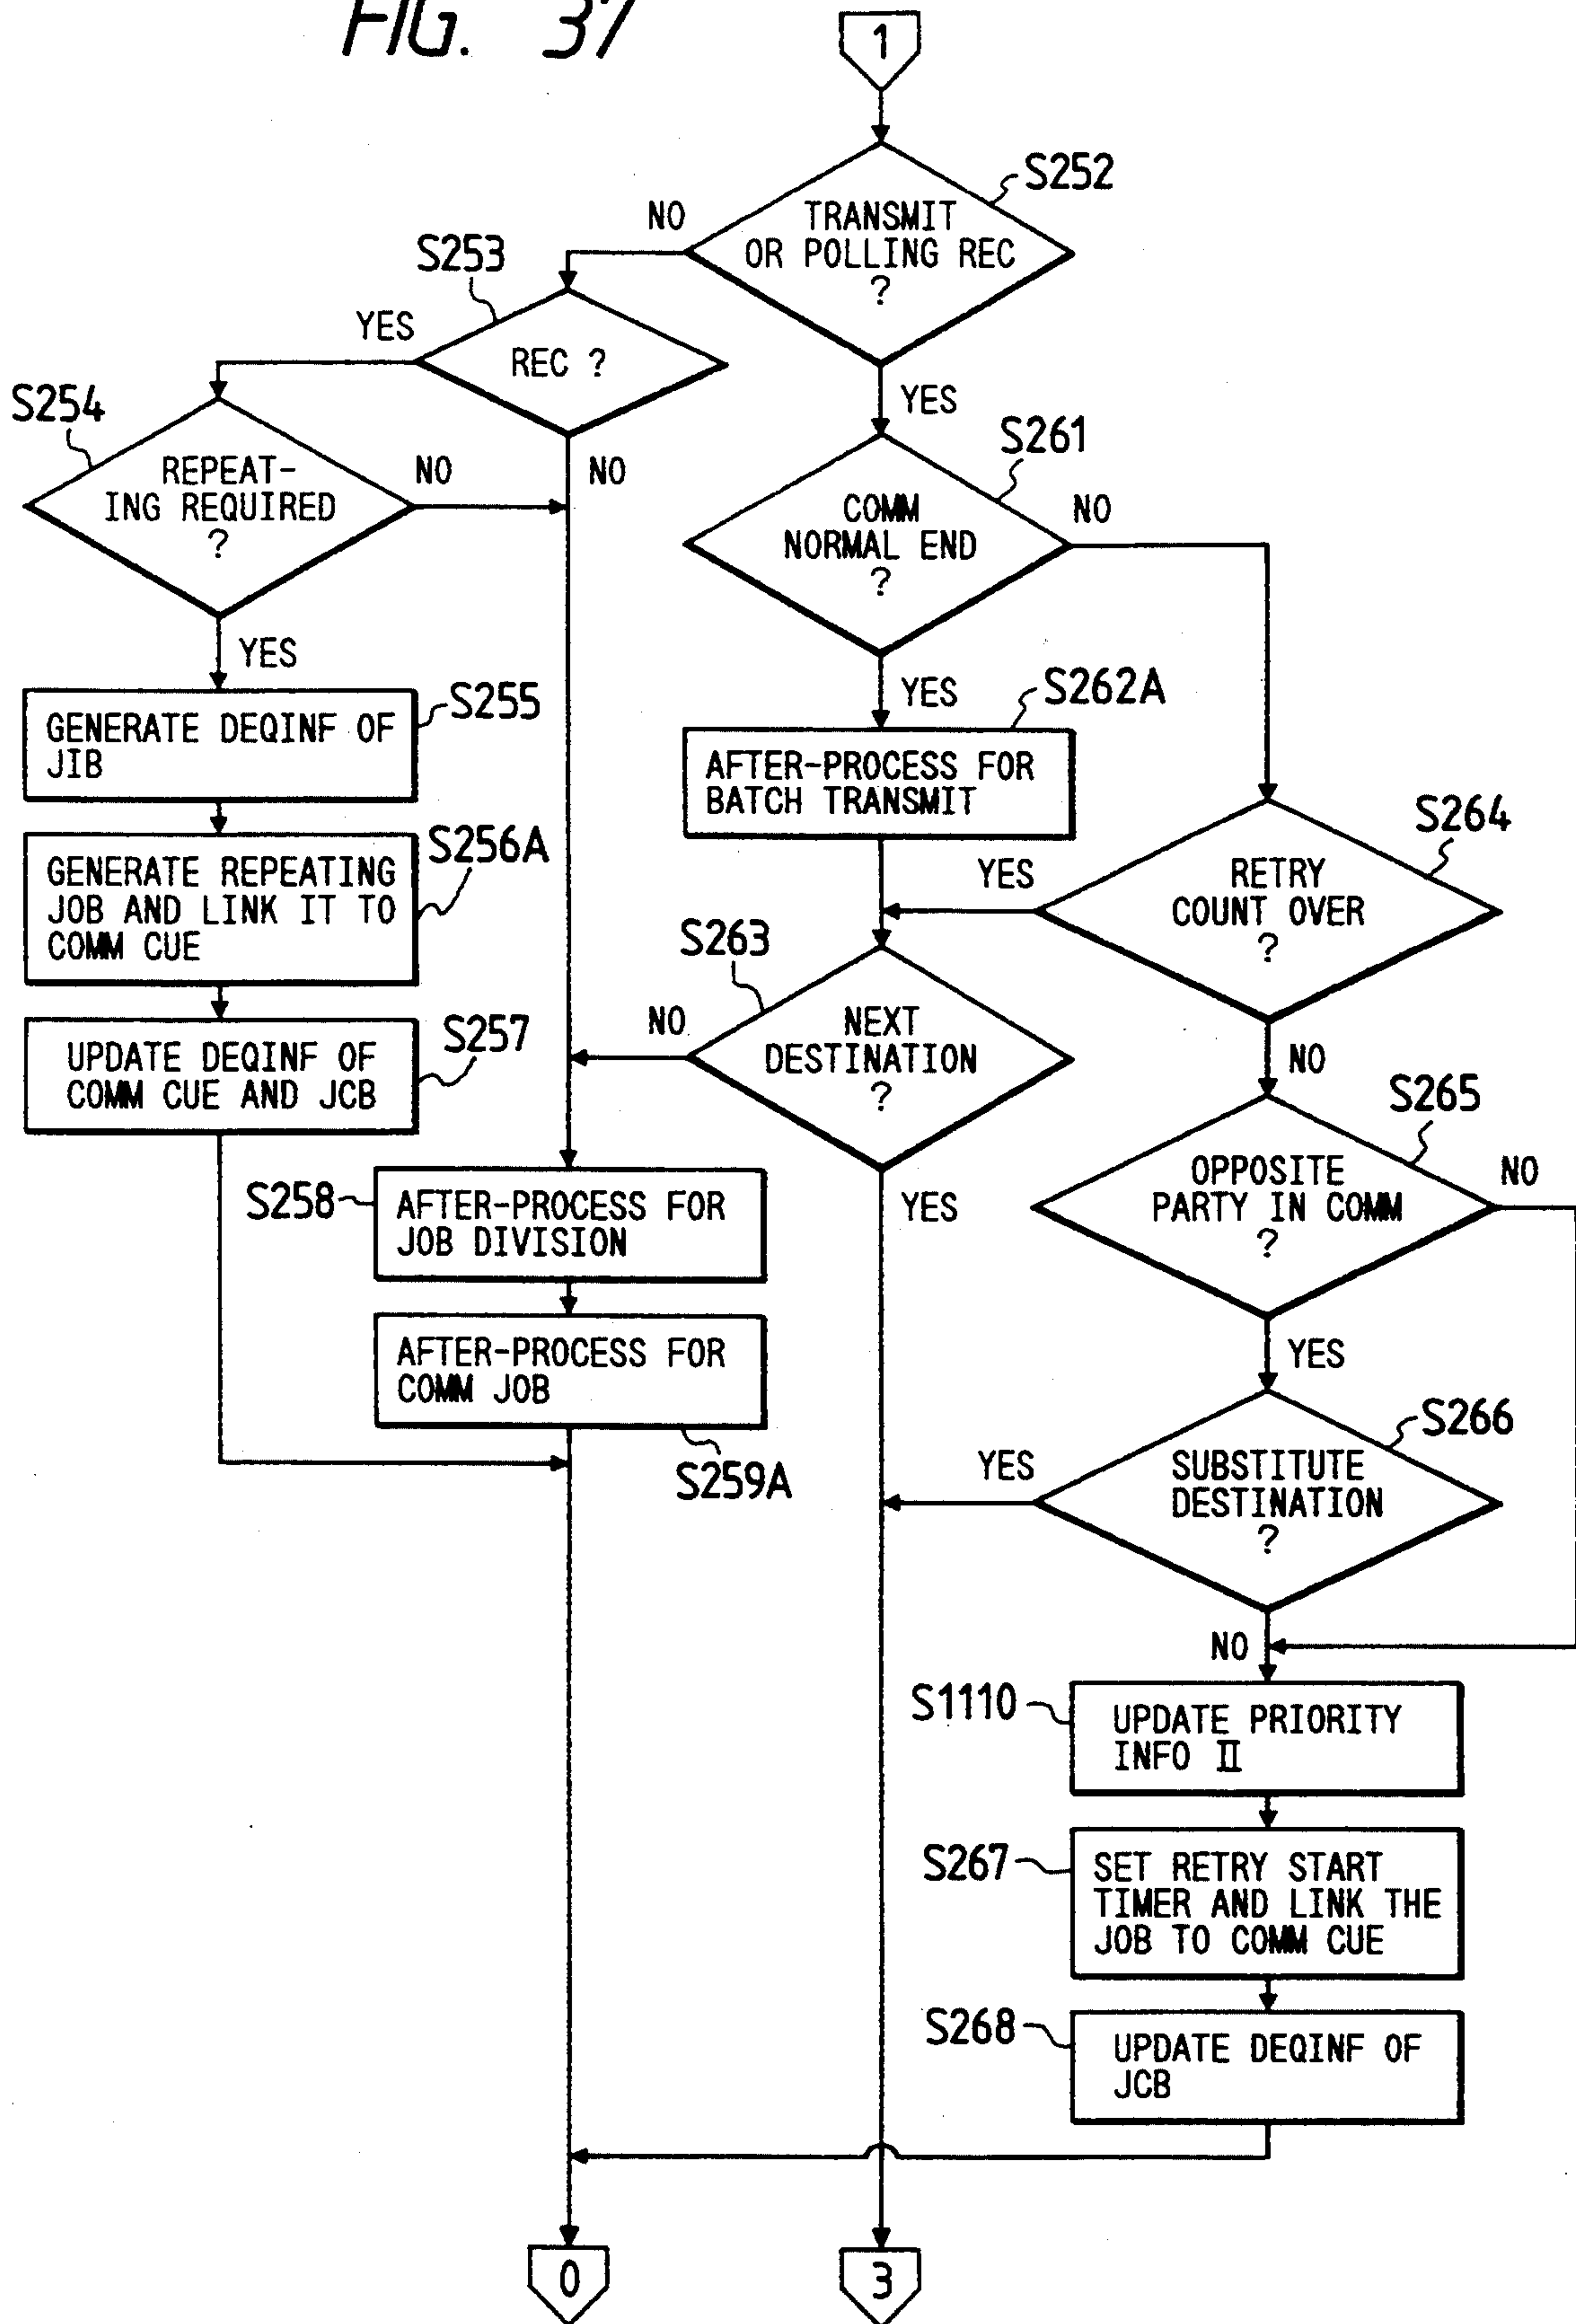 FIG. 37
1
S252
TRANSMIT
OR POLLING REC
?
NO
YES
S253
REC ?
YES
NO
S254
REPEAT-
ING REQUIRED
?
NO
YES
S261
COMM
NORMAL END
?
NO
YES
S255
GENERATE DEQINF OF
JIB
S262A
AFTER-PROCESS FOR
BATCH TRANSMIT
S256A
GENERATE REPEATING
JOB AND LINK IT TO
COMM CUE
S264
RETRY
COUNT OVER
?
YES
NO
S263
NEXT
DESTINATION
?
NO
YES
S257
UPDATE DEQINF OF
COMM CUE AND JCB
S265
OPPOSITE
PARTY IN COMM
?
NO
YES
S258
AFTER-PROCESS FOR
JOB DIVISION
AFTER-PROCESS FOR
COMM JOB
S259A
S266
SUBSTITUTE
DESTINATION
?
YES
NO
S1110
UPDATE PRIORITY
INFO II
S267
SET RETRY START
TIMER AND LINK THE
JOB TO COMM CUE
S268
UPDATE DEQINF OF
JCB
0
3